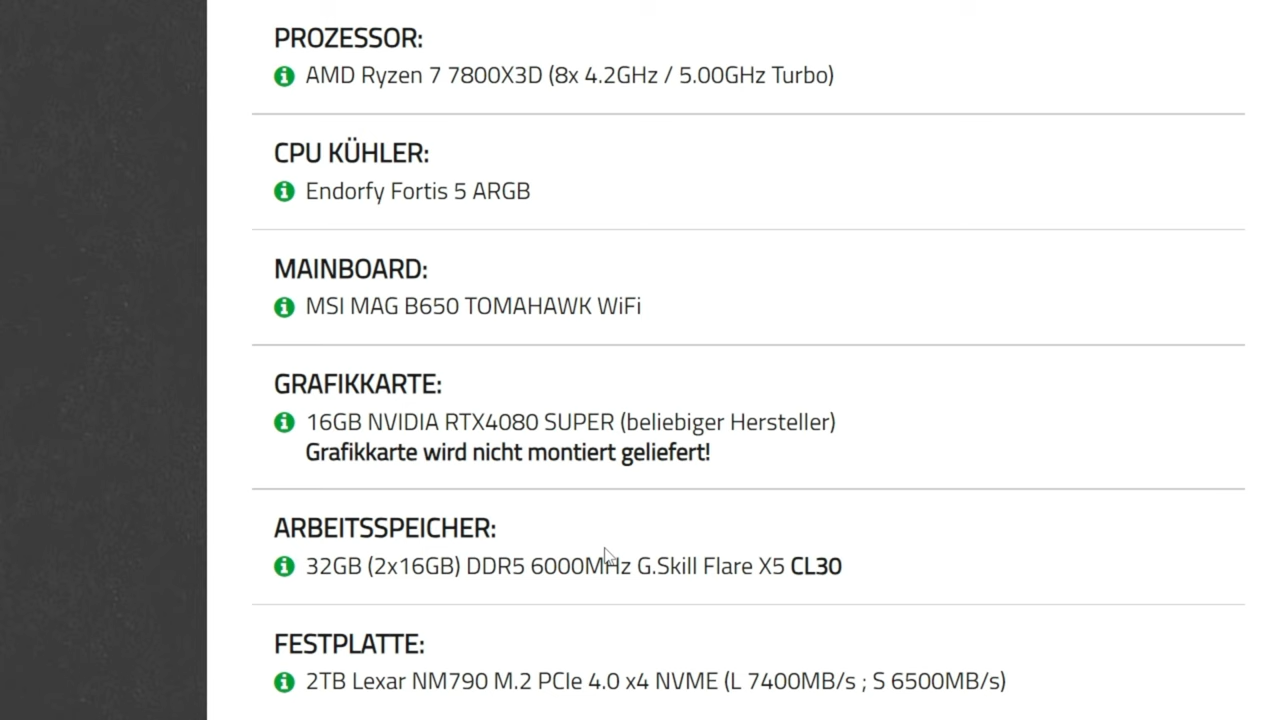 PROZESSOR:
AMD Ryzen 7 7800X3D (8x 4.2GHz / 5.00GHz Turbo)
CPU KÜHLER:
Endorfy Fortis 5 ARGB
MAINBOARD:
MSI MAG B650 TOMAHAWK WiFi
GRAFIKKARTE:
16GB NVIDIA RTX4080 SUPER (beliebiger Hersteller)
Grafikkarte wird nicht montiert geliefert!
ARBEITSSPEICHER:
32GB (2x16GB) DDR5 6000MHz G.Skill Flare X5 CL30
FESTPLATTE:
2TB Lexar NM790 M.2 PCIe 4.0 x4 NVME (L 7400MB/s ; S 6500MB/s)